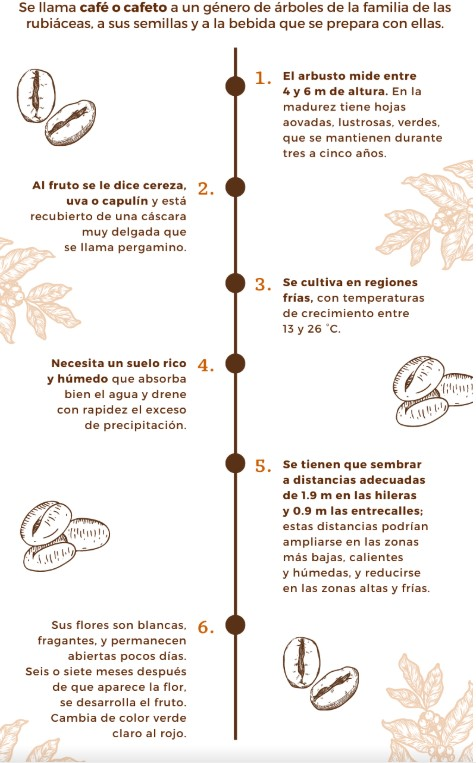 Se llama café o cafeto a un género de árboles de la familia de las
rubiáceas, a sus semillas y a la bebida que se prepara con ellas.
1. El arbusto mide entre
4 y 6 m de altura. En la
madurez tiene hojas
aovadas, lustrosas, verdes,
que se mantienen durante
tres a cinco años.
2. Al fruto se le dice cereza,
uva o capulín y está
recubierto de una cáscara
muy delgada que
se llama pergamino.
3. Se cultiva en regiones
frías, con temperaturas
de crecimiento entre
13 y 26 °C.
4. Necesita un suelo rico
y húmedo que absorba
bien el agua y drene
con rapidez el exceso
de precipitación.
5. Se tienen que sembrar
a distancias adecuadas
de 1.9 m en las hileras
y 0.9 m las entrecalles;
estas distancias podrían
ampliarse en las zonas
más bajas, calientes
y húmedas, y reducirse
en las zonas altas y frías.
6. Sus flores son blancas,
fragantes, y permanecen
abiertas pocos días.
Seis o siete meses después
de que aparece la flor,
se desarrolla el fruto.
Cambia de color verde
claro al rojo.